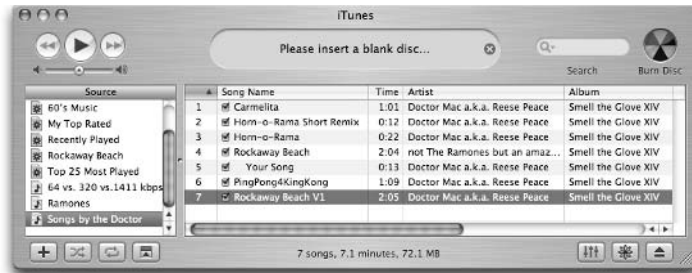 iTunes
Please insert a blank disc...
Search
Burn Disc
Source
Song Name Time Artist Album
60's Music
My Top Rated
Recently Played
Rockaway Beach
Top 25 Most Played
64 vs. 320 vs.1411 kbps
Ramones
Songs by the Doctor
1 Carmelita 1:01 Doctor Mac a.k.a. Reese Peace Smell the Glove XIV
2 Horn-o-Rama Short Remix 0:12 Doctor Mac a.k.a. Reese Peace Smell the Glove XIV
3 Horn-o-Rama 0:22 Doctor Mac a.k.a. Reese Peace Smell the Glove XIV
4 Rockaway Beach 2:04 not The Ramones but an amaz... Smell the Glove XIV
5 Your Song 0:13 Doctor Mac a.k.a. Reese Peace Smell the Glove XIV
6 PingPong4KingKong 1:09 Doctor Mac a.k.a. Reese Peace Smell the Glove XIV
7 Rockaway Beach V1 2:05 Doctor Mac a.k.a. Reese Peace Smell the Glove XIV
7 songs, 7.1 minutes, 72.1 MB